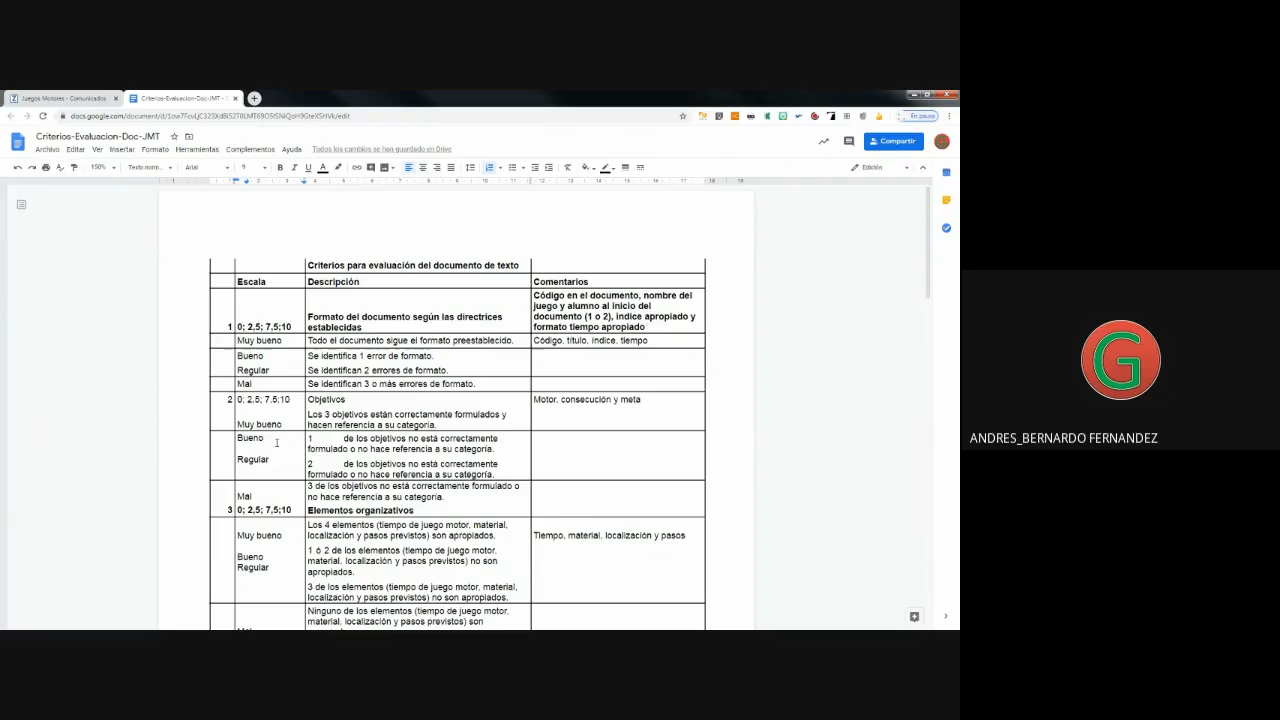 Juegos Motores - Comunicados
Criterios-Evaluacion-Doc-JMT -
En pausa
Criterios-Evaluacion-Doc-JMT
Archivo Editar Ver Insertar Formato Herramientas Complementos Ayuda Todos los cambios se han guardado en Drive
Compartir
150% Texto norm... Arial 9 Edición
Criterios para evaluación del documento de texto
Escala Descripción Comentarios
1 0; 2,5; 7,5;10 Formato del documento según las directrices establecidas
Código en el documento, nombre del
juego y alumno al inicio del
documento (1 o 2), índice apropiado y
formato tiempo apropiado
Muy bueno Todo el documento sigue el formato preestablecido. Código, título, índice, tiempo
Bueno Se identifica 1 error de formato.
Regular Se identifican 2 errores de formato.
Mal Se identifican 3 o más errores de formato.
2 0; 2,5; 7.5;10 Objetivos Motor, consecución y meta
Los 3 objetivos están correctamente formulados y
Muy bueno hacen referencia a su categoría.
Bueno 1 de los objetivos no está correctamente
formulado o no hace referencia a su categoría.
Regular
2 de los objetivos no está correctamente
formulado o no hace referencia a su categoría.
3 de los objetivos no está correctamente formulado o
Mal no hace referencia a su categoría.
3 0; 2,5; 7,5;10 Elementos organizativos
Los 4 elementos (tiempo de juego motor, material,
Muy bueno localización y pasos previstos) son apropiados. Tiempo, material, localización y pasos
1 ó 2 de los elementos (tiempo de juego motor,
Bueno material, localización y pasos previstos) no son
Regular apropiados.
3 de los elementos (tiempo de juego motor, material,
localización y pasos previstos) no son apropiados.
Ninguno de los elementos (tiempo de juego motor,
material, localización y pasos previstos) son
G
ANDRES_BERNARDO FERNANDEZ